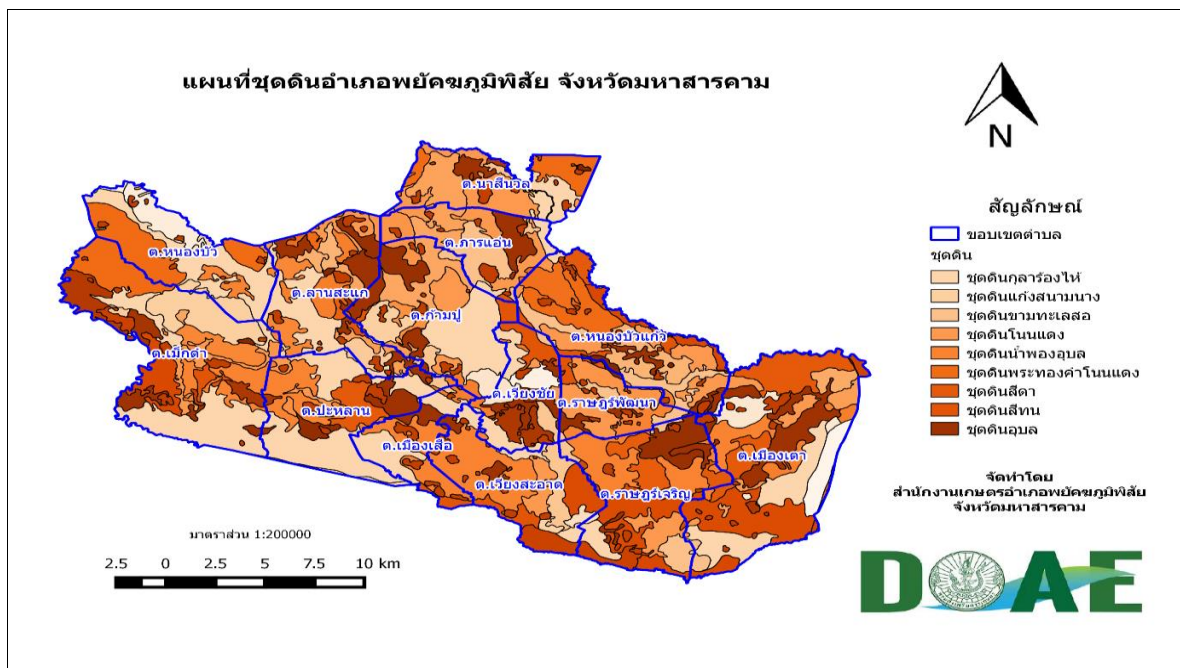 แผนที่ชุดดินอำเภอพยัคฆภูมิพิสัย จังหวัดมหาสารคาม
N
ต.นาสีนวล
ต.ภารแอ่น
ต.หนองบัว
ต.ลานสะแก
ต.ก้ามปู
ต.หนองบัวแก้ว
ต.เม็กดำ
ต.เวียงชัย
ต.ราษฎร์พัฒนา
ต.ปะหลาน
ต.เมืองเสือ
ต.เมืองเตา
ต.เวียงสะอาด
ต.ราษฎร์เจริญ
สัญลักษณ์
ขอบเขตตำบล
ชุดดิน
ชุดดินกุลาร้องไห้
ชุดดินแก้งสนามนาง
ชุดดินขามทะเลสอ
ชุดดินโนนแดง
ชุดดินน้ำพองอุบล
ชุดดินพระทองคำโนนแดง
ชุดดินสีดา
ชุดดินสีทน
ชุดดินอุบล
จัดทำโดย
สำนักงานเกษตรอำเภอพยัคฆภูมิพิสัย
จังหวัดมหาสารคาม
มาตราส่วน 1:200000
2.5 0 2.5 5 7.5 10 km
DOAE